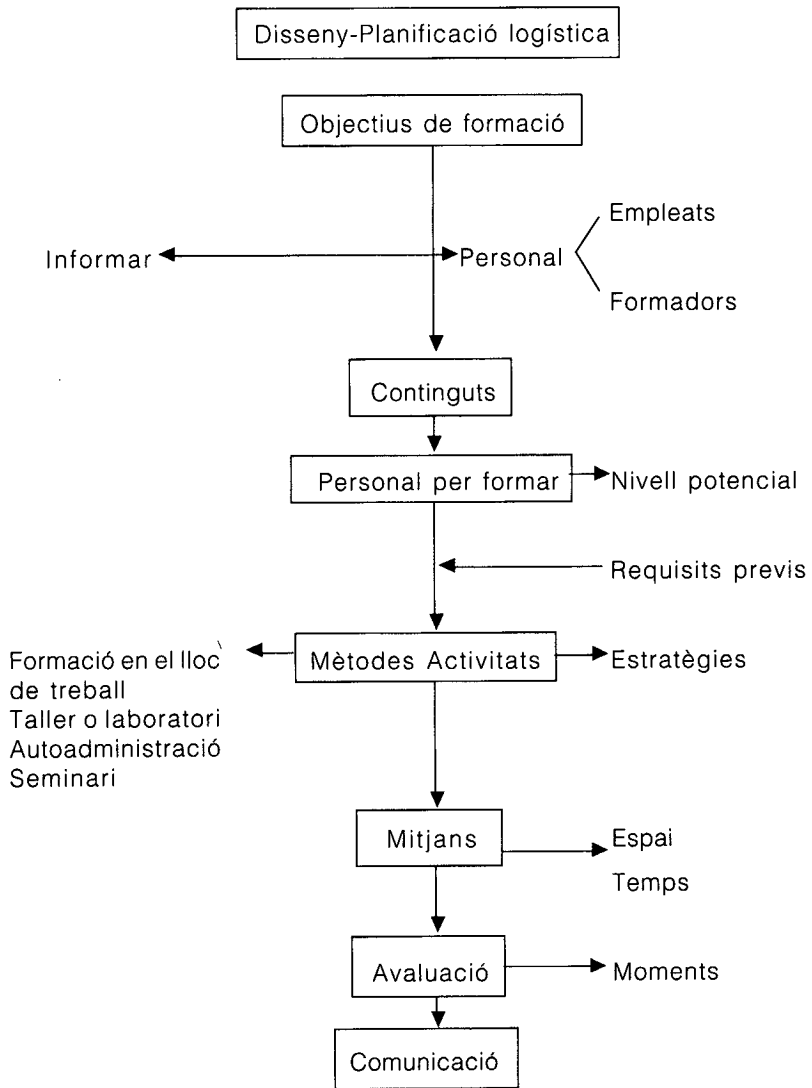 Disseny-Planificació logística
Objectius de formació
Empleats
Informar
Personal
Formadors
Continguts
Personal per formar
Nivell potencial
Requisits previs
Formació en el lloc
de treball
Taller o laboratori
Autoadministració
Seminari
Mètodes Activitats
Estratègies
Mitjans
Espai
Temps
Avaluació
Moments
Comunicació